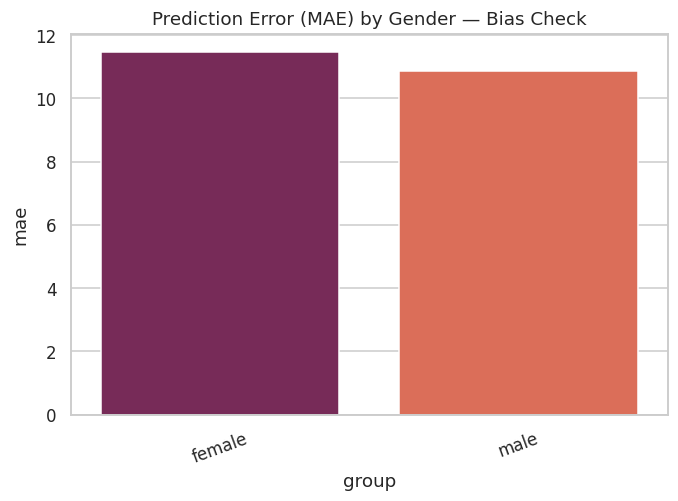 Prediction Error (MAE) by Gender — Bias Check
12
10
8
6
4
2
0
mae
female
male
group